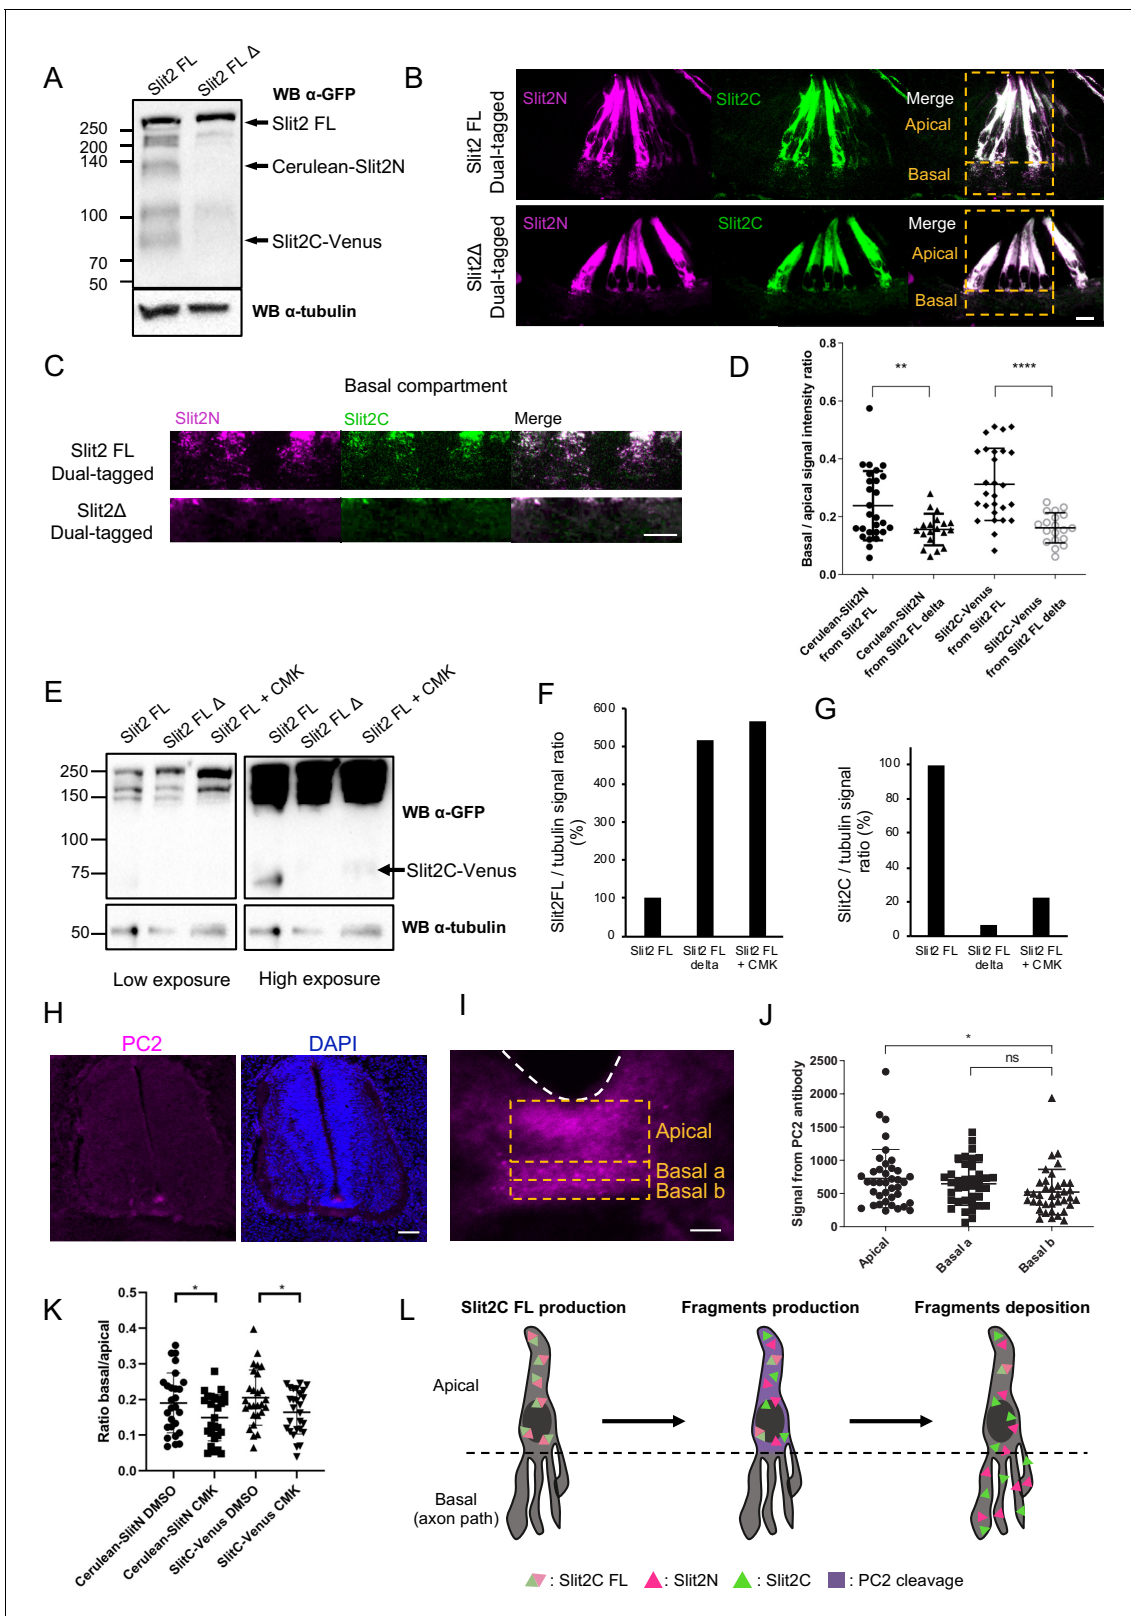 A
Slit2 FL
Slit2 FL Δ
WB α-GFP
250
200
140
100
70
50
Slit2 FL
Cerulean-Slit2N
Slit2C-Venus
WB α-tubulin
B
Slit2 FL
Dual-tagged
Slit2N
Slit2C
Merge
Apical
Basal
Slit2Δ
Dual-tagged
Slit2N
Slit2C
Merge
Apical
Basal
C
Basal compartment
Slit2N
Slit2C
Merge
Slit2 FL
Dual-tagged
Slit2Δ
Dual-tagged
D
Basal / apical signal intensity ratio
0.8
0.6
0.4
0.2
0.0
**
****
Cerulean-Slit2N
from Slit2 FL
Cerulean-Slit2N
from Slit2 FL delta
Slit2C-Venus
from Slit2 FL
Slit2C-Venus
from Slit2 FL delta
E
Slit2 FL
Slit2 FL Δ
Slit2 FL + CMK
Slit2 FL
Slit2 FL Δ
Slit2 FL + CMK
250
150
100
75
50
WB α-GFP
Slit2C-Venus
WB α-tubulin
Low exposure
High exposure
F
Slit2FL / tubulin signal ratio
(%)
600
500
400
300
200
100
0
Slit2 FL
Slit2 FL
delta
Slit2 FL
+ CMK
G
Slit2C / tubulin signal
ratio (%)
100
80
60
40
20
0
Slit2 FL
Slit2 FL
delta
Slit2 FL
+ CMK
H
PC2
DAPI
I
Apical
Basal a
Basal b
J
Signal from PC2 antibody
2500
2000
1500
1000
500
0
*
ns
Apical
Basal a
Basal b
K
Ratio basal/apical
0.5
0.4
0.3
0.2
0.1
0.0
*
*
Cerulean-SlitN DMSO
Cerulean-SlitN CMK
SlitC-Venus DMSO
SlitC-Venus CMK
L
Slit2C FL production
Fragments production
Fragments deposition
Apical
Basal
(axon path)
: Slit2C FL
: Slit2N
: Slit2C
: PC2 cleavage